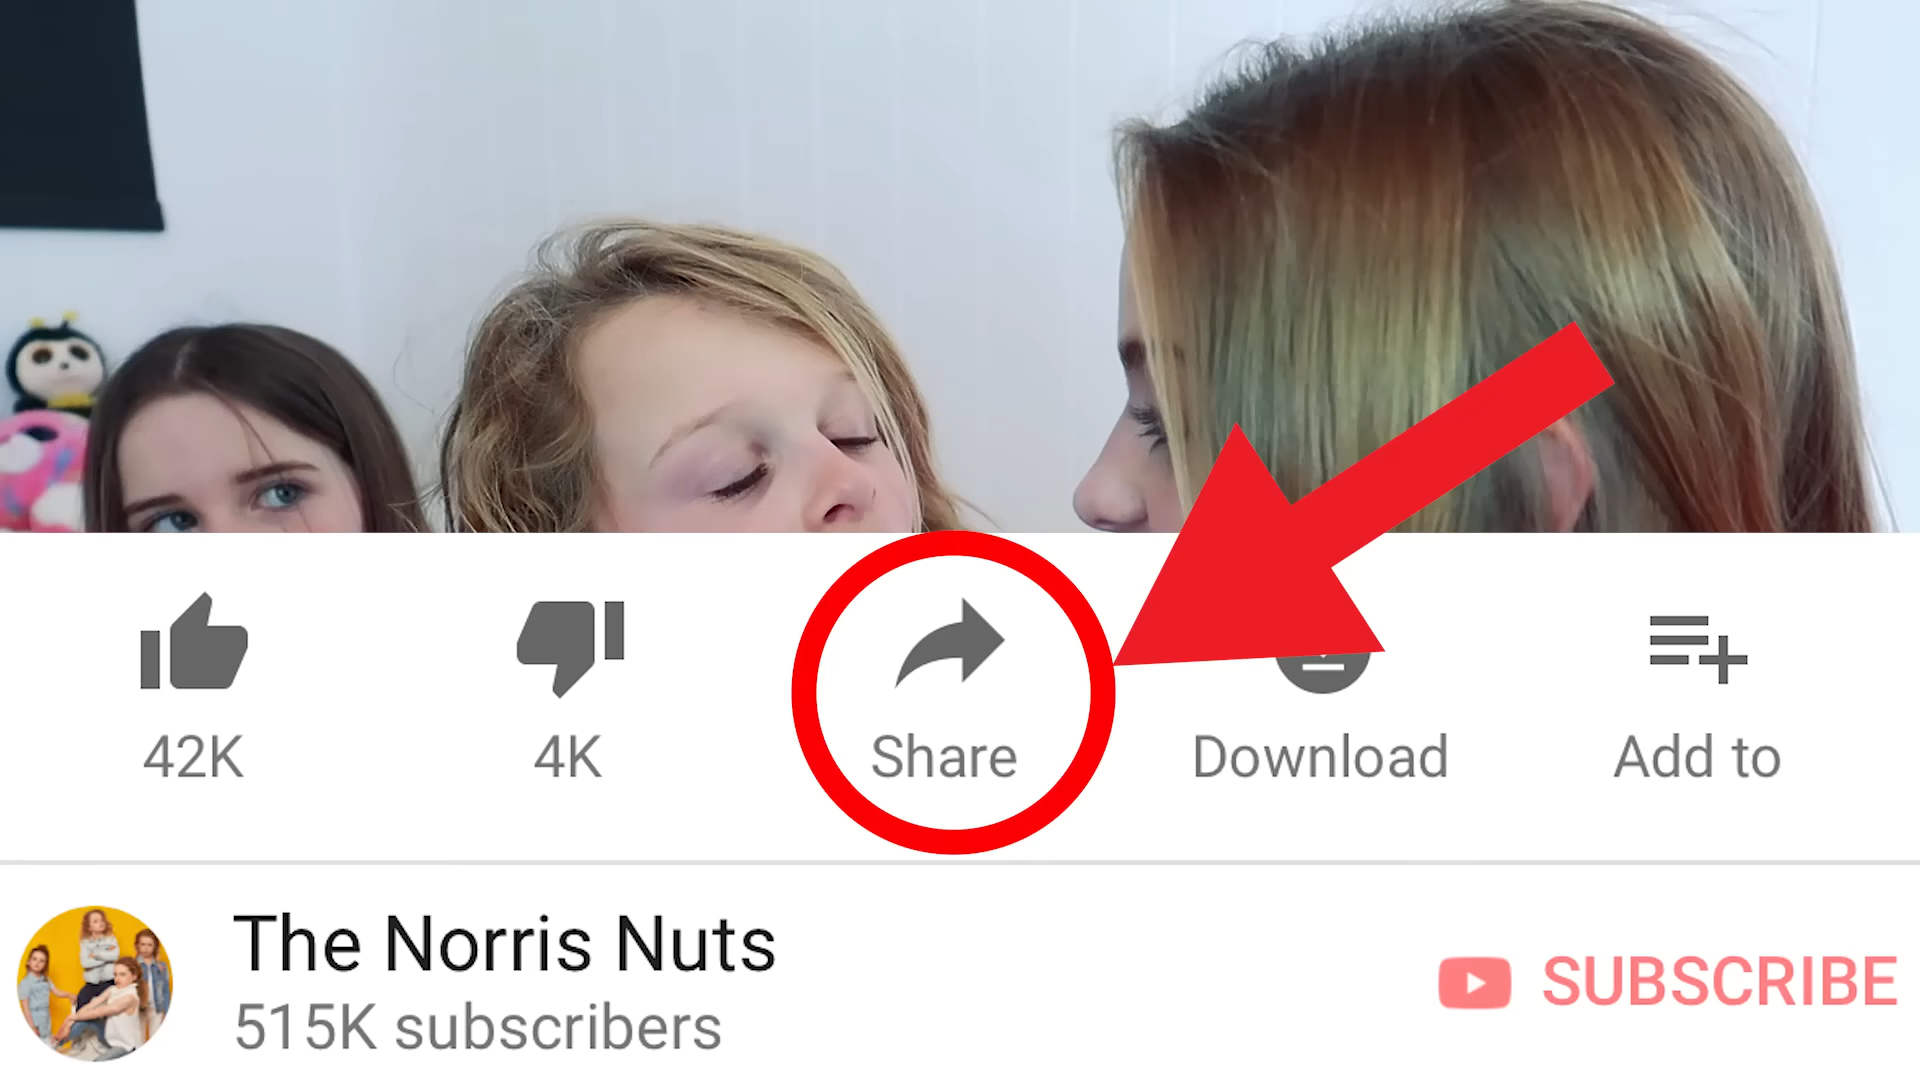 42K
4K
Share
Download
Add to
The Norris Nuts
515K subscribers
SUBSCRIBE